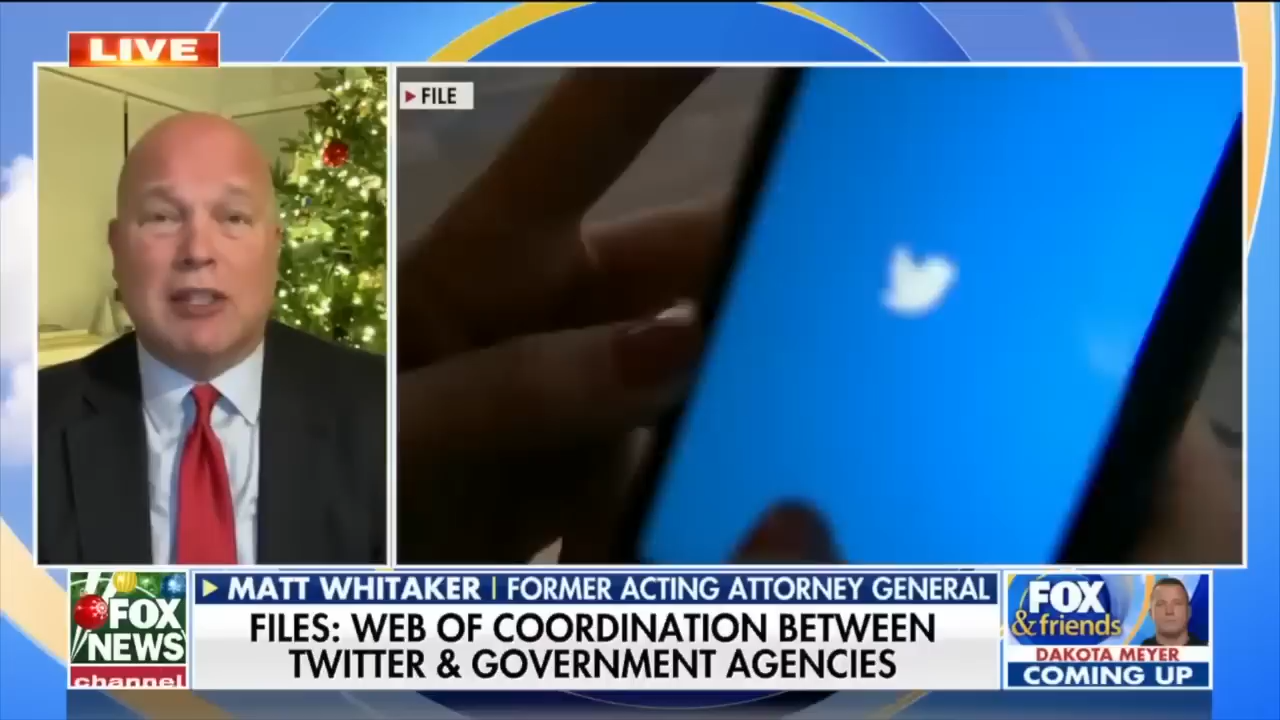 LIVE
FILE
MATT WHITAKER | FORMER ACTING ATTORNEY GENERAL
FILES: WEB OF COORDINATION BETWEEN
TWITTER & GOVERNMENT AGENCIES
FOX
NEWS
channel
FOX
&friends
DAKOTA MEYER
COMING UP